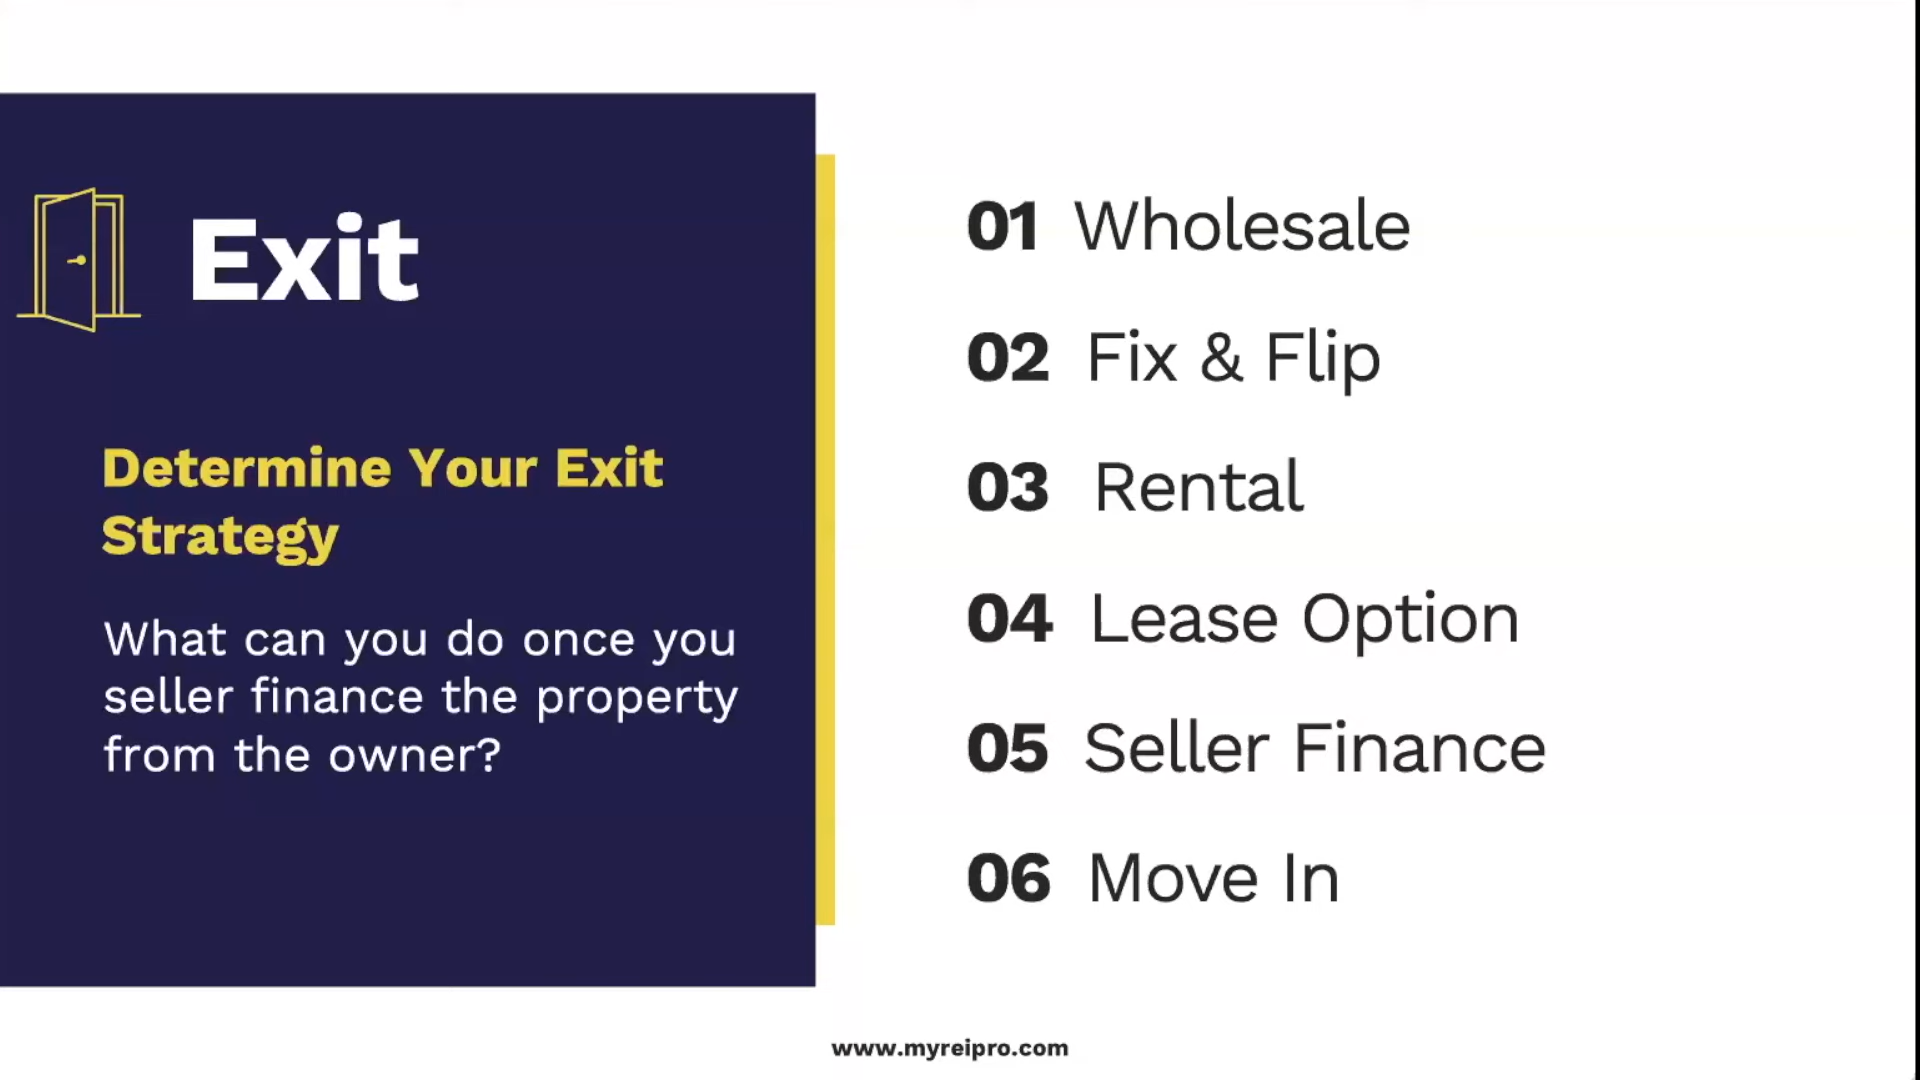 Exit
Determine Your Exit
Strategy
What can you do once you
seller finance the property
from the owner?
01 Wholesale
02 Fix & Flip
03 Rental
04 Lease Option
05 Seller Finance
06 Move In
www.myreipro.com